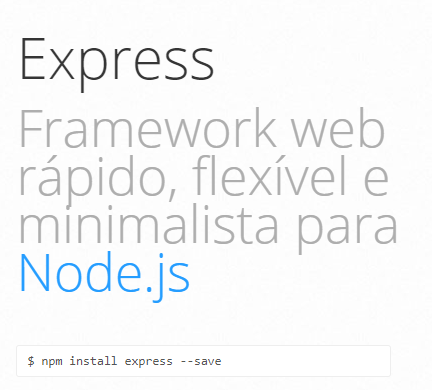 Express
Framework web
rápido, flexível e
minimalista para
Node.js
$ npm install express --save